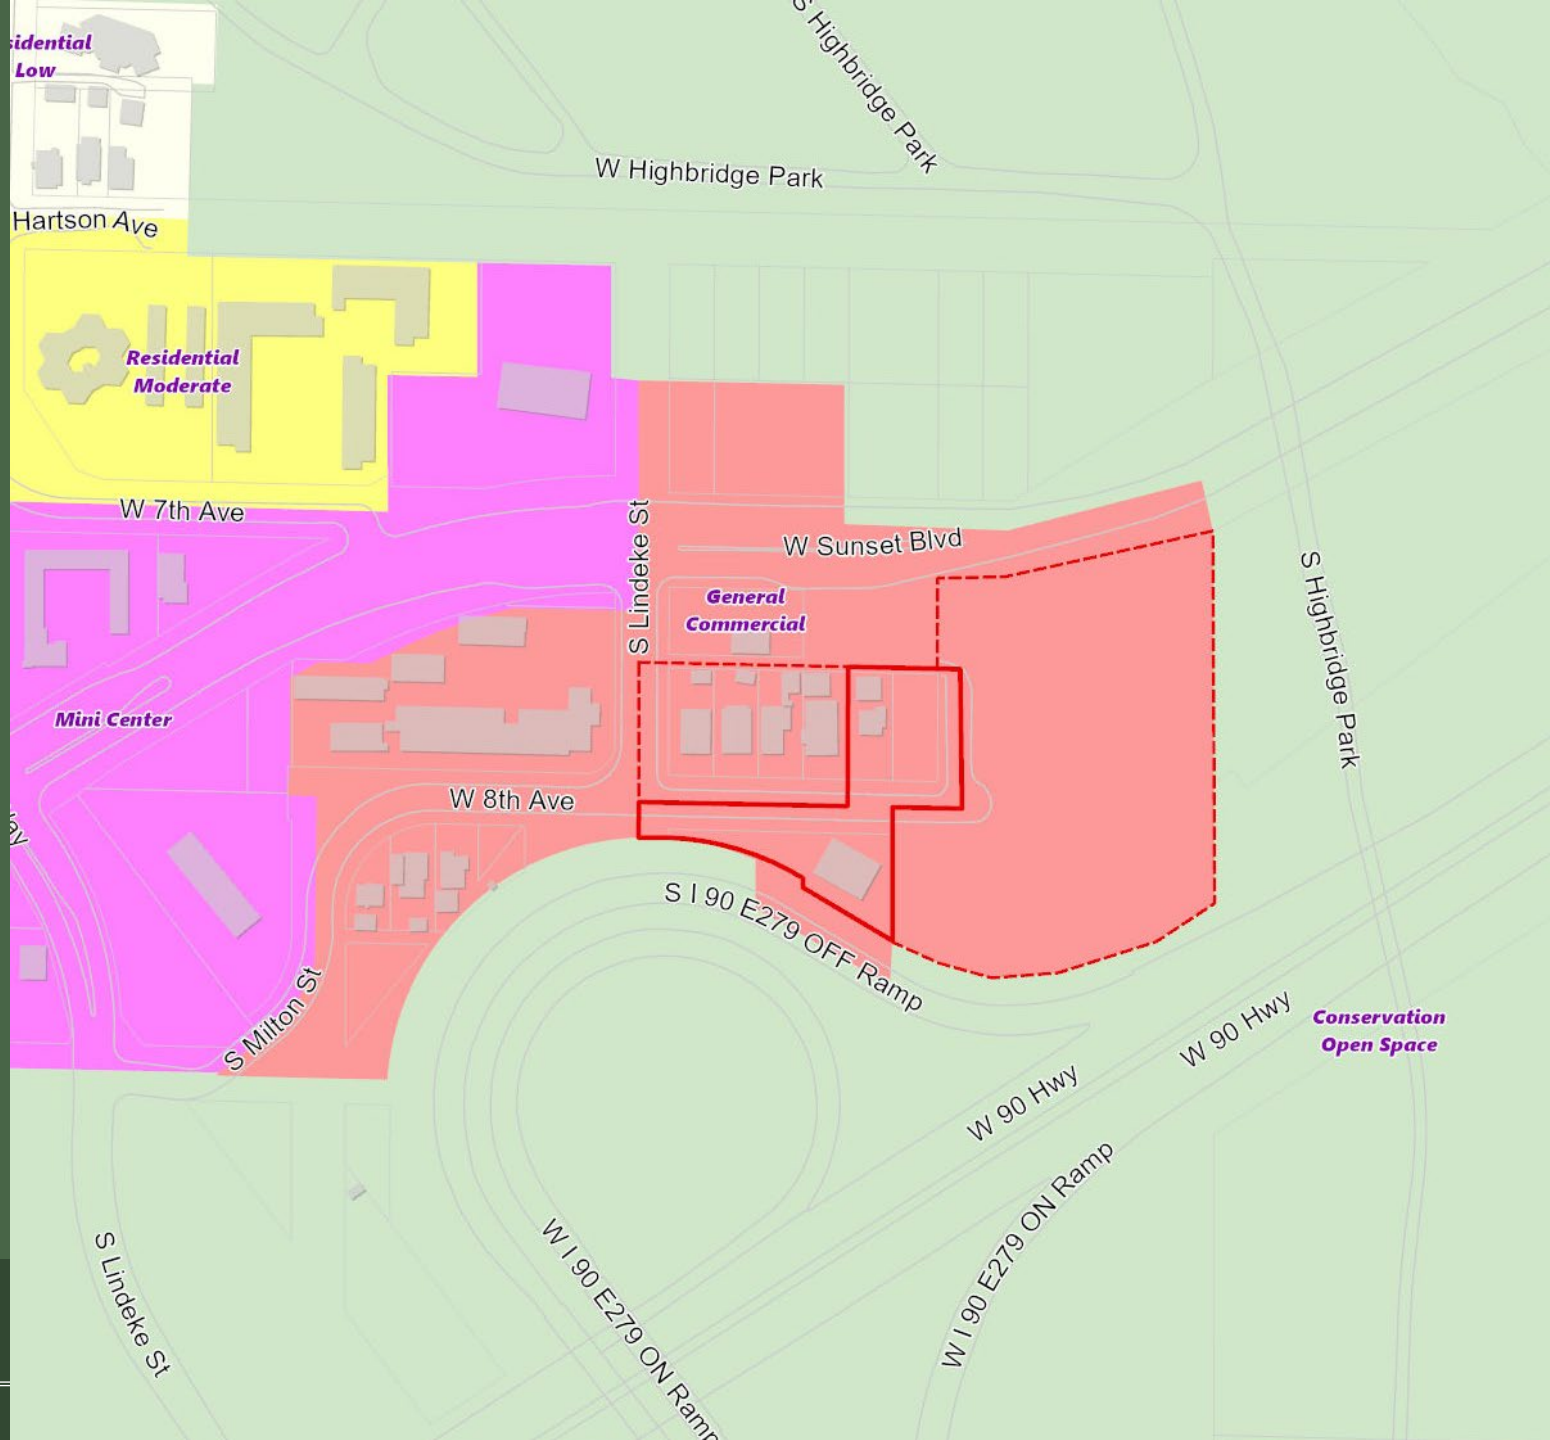 S Highbridge Park
sidential
Low
W Highbridge Park
Hartson Ave
Residential
Moderate
W 7th Ave
S Lindeke St
W Sunset Blvd
General
Commercial
S Highbridge Park
Mini Center
W 8th Ave
ay
S I 90 E279 OFF Ramp
S Milton St
W 90 Hwy
Conservation
Open Space
W 90 Hwy
S Lindeke St
W I 90 E279 ON Ramp
W I 90 E279 ON Ramp